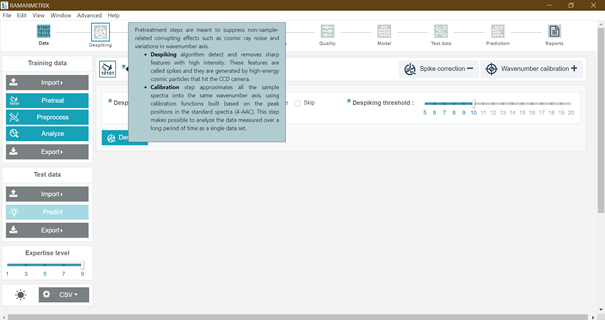 RAMANMETRIX
File Edit View Window Advanced Help
Data
Despiking
Quality
Model
Test data
Prediction
Reports
Pretreatment steps are meant to suppress non-sample-
related corrupting effects such as cosmic ray noise and
variations in wavenumber axis.
• Despiking algorithm detect and removes sharp
features with high intensity. These features are
called spikes and they are generated by high-energy
cosmic particles that hit the CCD camera.
• Calibration step approximates all the sample
spectra onto the same wavenumber axis, using
calibration functions built based on the peak
positions in the standard spectra (4-AAC). This step
makes possible to analyze the data measured over a
long period of time as a single data set.
Training data
Import
Pretreat
Preprocess
Analyze
Export
10101
Spike correction −
Wavenumber calibration +
Skip
* Despiking threshold :
5 6 7 8 9 10 11 12 13 14 15 16 17 18 19 20
Test data
Import
Predict
Export
Expertise level
1 3 5 7 9
CSV